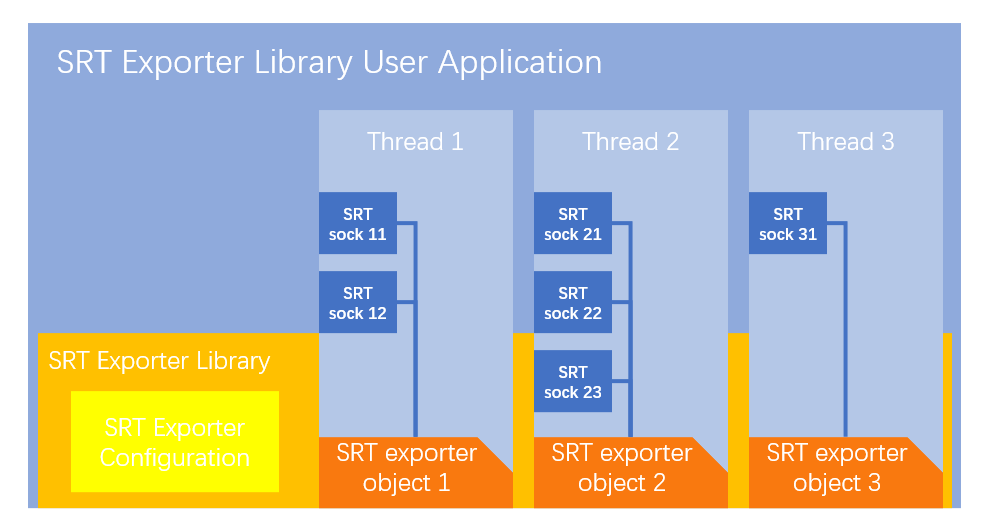 SRT Exporter Library User Application
Thread 1
Thread 2
Thread 3
SRT
sock 11
SRT
sock 21
SRT
sock 31
SRT
sock 12
SRT
sock 22
SRT
sock 23
SRT Exporter Library
SRT Exporter
Configuration
SRT exporter
object 1
SRT exporter
object 2
SRT exporter
object 3